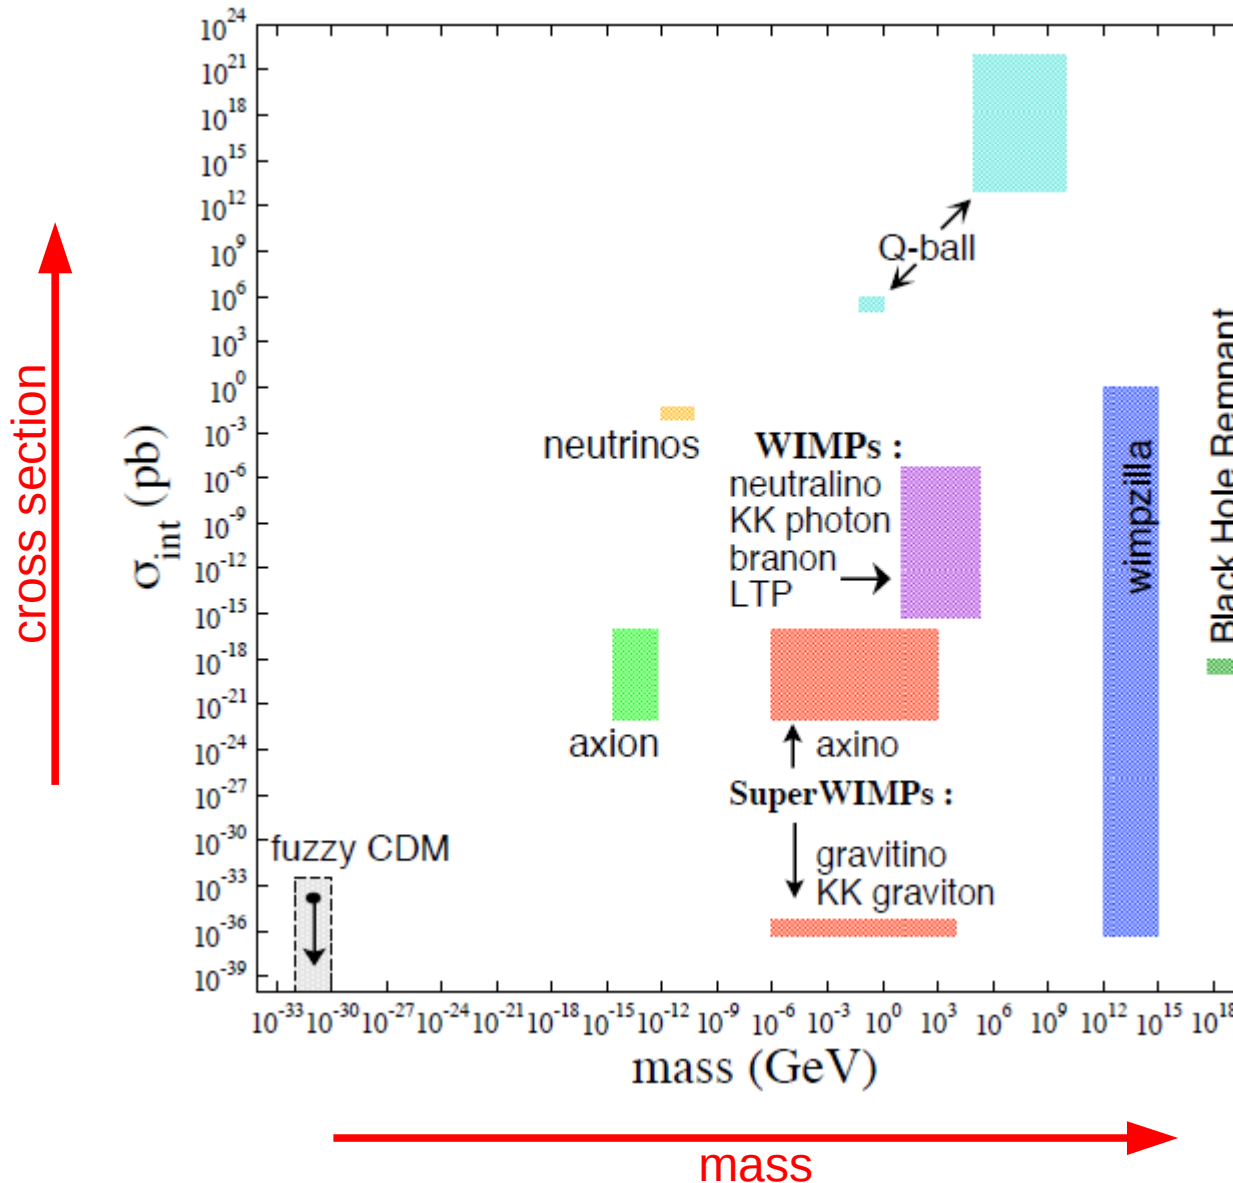 10^24
10^21
10^18
10^15
10^12
10^9
10^6
10^3
10^0
10^-3
10^-6
10^-9
10^-12
10^-15
10^-18
10^-21
10^-24
10^-27
10^-30
10^-33
10^-36
10^-39
cross section
σ_int (pb)
Q-ball
neutrinos
WIMPs :
neutralino
KK photon
branon
LTP
wimpzilla
Black Hole Remnant
axion
axino
SuperWIMPs :
gravitino
KK graviton
fuzzy CDM
10^-33 10^-30 10^-27 10^-24 10^-21 10^-18 10^-15 10^-12 10^-9 10^-6 10^-3 10^0 10^3 10^6 10^9 10^12 10^15 10^18
mass (GeV)
mass